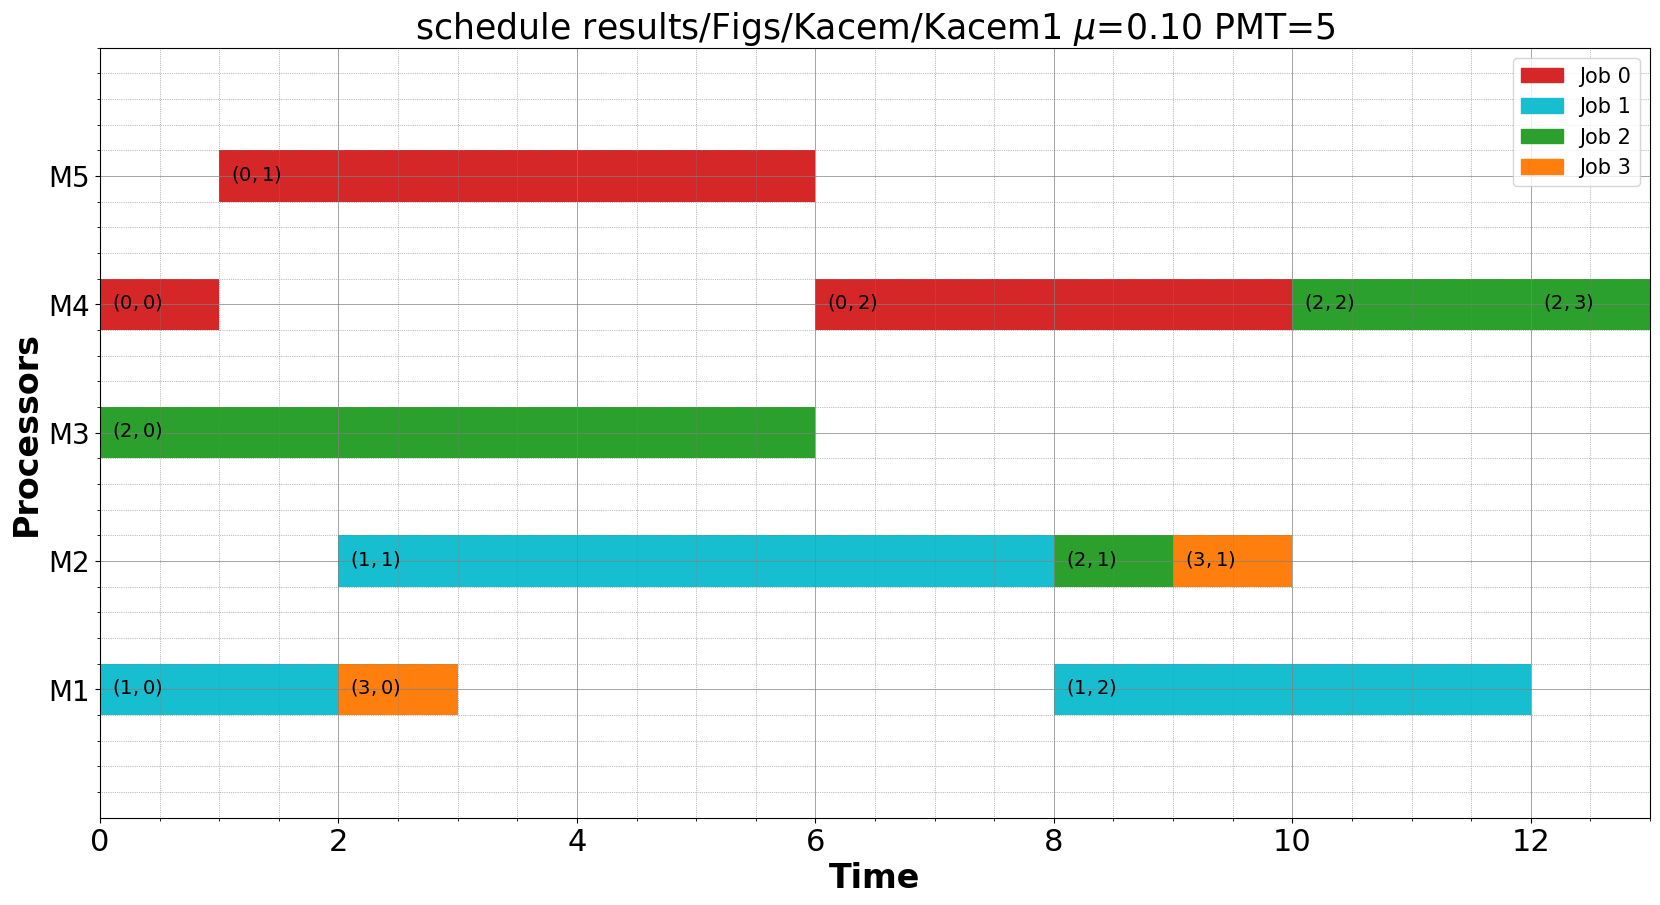 schedule results/Figs/Kacem/Kacem1 μ=0.10 PMT=5
Job 0
Job 1
Job 2
Job 3
Processors
M5
(0, 1)
M4
(0, 0)
(0, 2)
(2, 2)
(2, 3)
M3
(2, 0)
M2
(1, 1)
(2, 1)
(3, 1)
M1
(1, 0)
(3, 0)
(1, 2)
0 2 4 6 8 10 12
Time